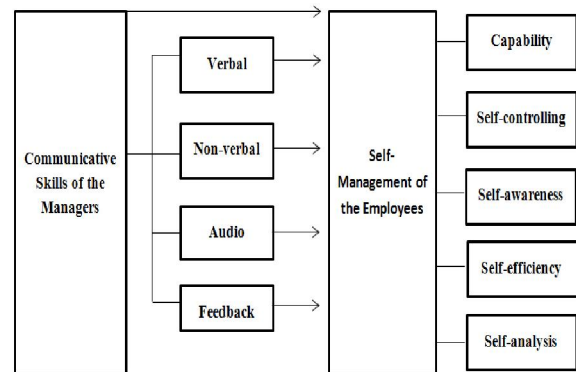 Communicative
Skills of the
Managers
Verbal
Non-verbal
Audio
Feedback
Self-
Management of
the Employees
Capability
Self-controlling
Self-awareness
Self-efficiency
Self-analysis